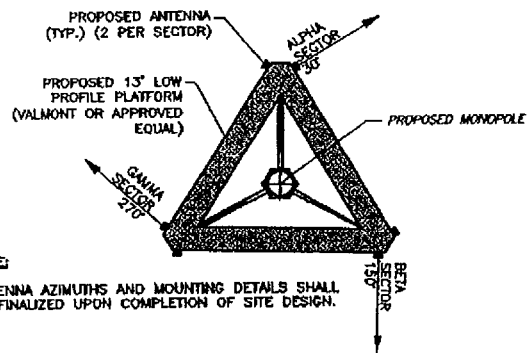 PROPOSED ANTENNA
(TYP.) (2 PER SECTOR)
ALPHA
SECTOR
30°
PROPOSED 13' LOW
PROFILE PLATFORM
(VALMONT OR APPROVED
EQUAL)
PROPOSED MONOPOLE
GAMMA
SECTOR
270°
BETA
SECTOR
150°
ENNA AZIMUTHS AND MOUNTING DETAILS SHALL
FINALIZED UPON COMPLETION OF SITE DESIGN.